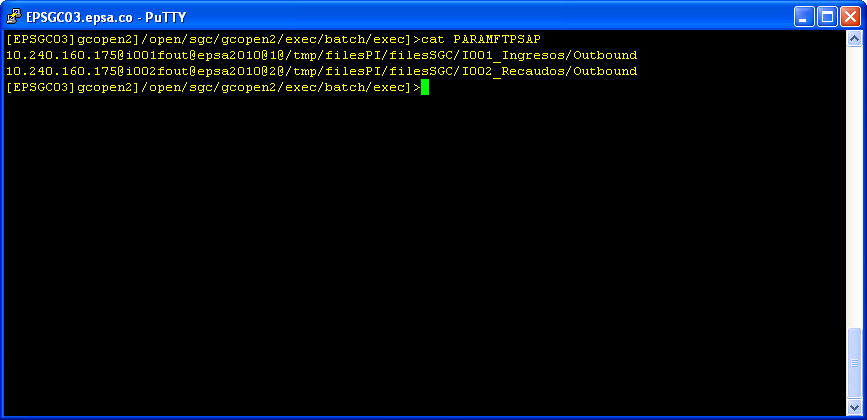 EPSGC03.epsa.co - PuTTY
[EPSGC03]gcopen2]/open/sgc/gcopen2/exec/batch/exec]>cat PARAMFTPSAP
10.240.160.175@i001fout@epsa2010@1@/tmp/filesPI/filesSGC/I001_Ingresos/Outbound
10.240.160.175@i002fout@epsa2010@2@/tmp/filesPI/filesSGC/I002_Recaudos/Outbound
[EPSGC03]gcopen2]/open/sgc/gcopen2/exec/batch/exec]>